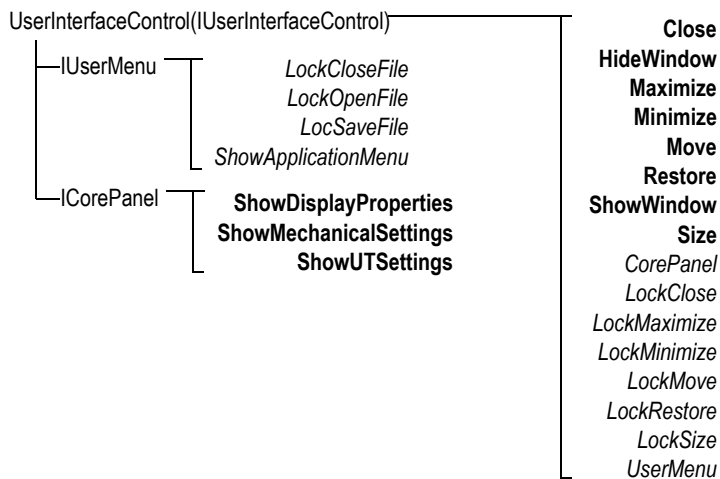 UserInterfaceControl(IUserInterfaceControl)
IUserMenu
LockCloseFile
LockOpenFile
LocSaveFile
ShowApplicationMenu
ICorePanel
ShowDisplayProperties
ShowMechanicalSettings
ShowUTSettings
Close
HideWindow
Maximize
Minimize
Move
Restore
ShowWindow
Size
CorePanel
LockClose
LockMaximize
LockMinimize
LockMove
LockRestore
LockSize
UserMenu